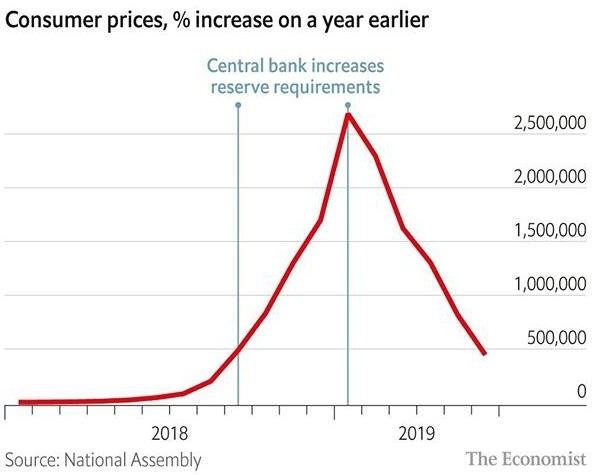 Consumer prices, % increase on a year earlier
Central bank increases
reserve requirements
2,500,000
2,000,000
1,500,000
1,000,000
500,000
0
2018
2019
Source: National Assembly
The Economist